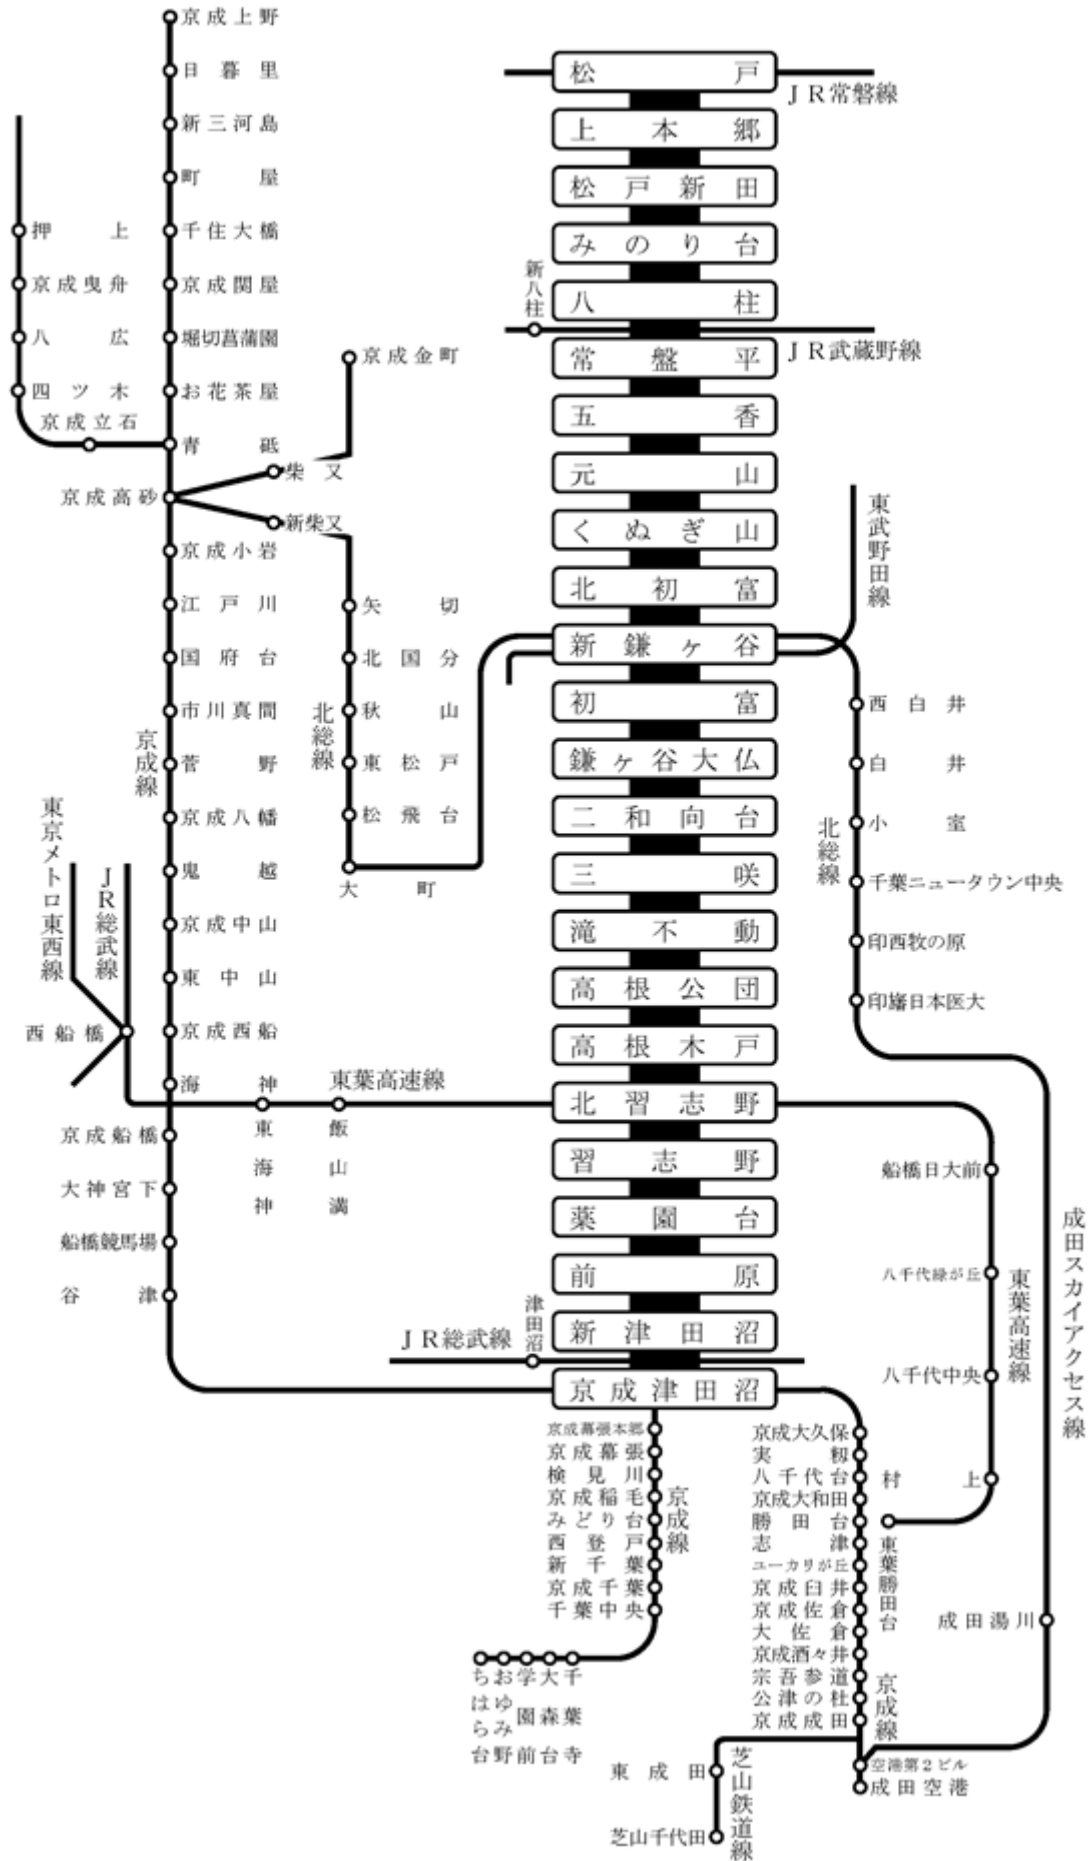 京成上野
日暮里
新三河島
町屋
千住大橋
京成関屋
堀切菖蒲園
お花茶屋
青砥
京成高砂
京成小岩
江戸川
国府台
市川真間
菅野
京成八幡
鬼越
京成中山
東中山
京成西船
海神
京成船橋
大神宮下
船橋競馬場
谷津
京成線
押上
京成曳舟
八広
四ツ木
京成立石
京成金町
柴又
新柴又
矢切
北国分
秋山
東松戸
松飛台
大町
北総線
東京メトロ東西線
JR総武線
西船橋
東葉高速線
東海神
飯山満
松戸
JR常磐線
上本郷
松戸新田
みのり台
八柱
新八柱
JR武蔵野線
常盤平
五香
元山
くぬぎ山
北初富
新鎌ヶ谷
東武野田線
初富
鎌ヶ谷大仏
二和向台
三咲
滝不動
高根公団
高根木戸
北習志野
習志野
薬園台
前原
新津田沼
津田沼
JR総武線
京成津田沼
西白井
白井
小室
北総線
千葉ニュータウン中央
印西牧の原
印旛日本医大
船橋日大前
八千代緑が丘
東葉高速線
八千代中央
村上
東葉勝田台
成田スカイアクセス線
成田湯川
京成幕張本郷
京成幕張
検見川
京成稲毛
みどり台
西登戸
新千葉
京成千葉
千葉中央
京成線
千葉寺
大森台
学園前
おゆみ野
ちはら台
京成大久保
実籾
八千代台
京成大和田
勝田台
志津
ユーカリが丘
京成臼井
京成佐倉
大佐倉
京成酒々井
宗吾参道
公津の杜
京成成田
京成線
空港第2ビル
成田空港
東成田
芝山千代田
芝山鉄道線